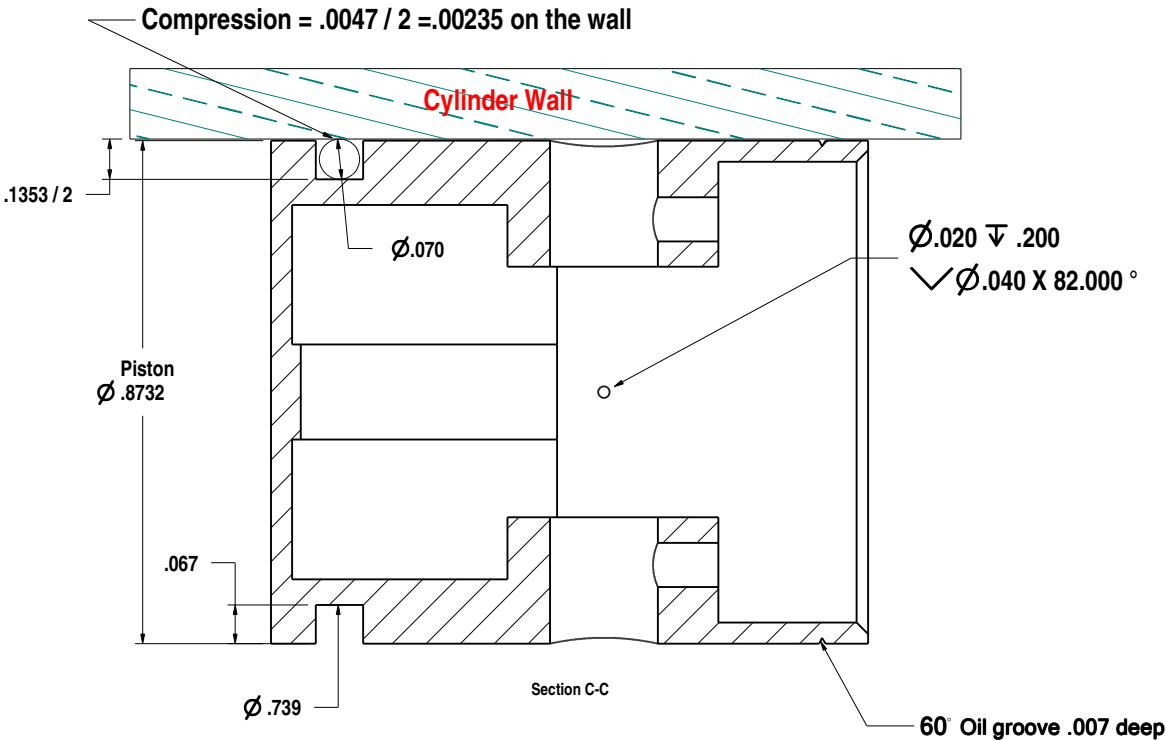 Compression = .0047 / 2 =.00235 on the wall
Cylinder Wall
.1353 / 2
Ø.070
Ø.020 ↧ .200
⌵ Ø.040 X 82.000 °
Piston
Ø .8732
.067
Ø .739
Section C-C
60° Oil groove .007 deep